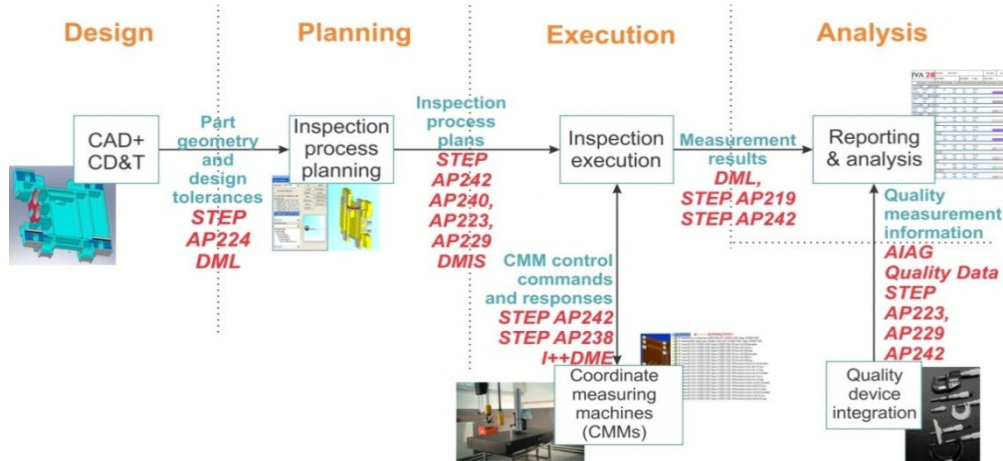 Design
Planning
Execution
Analysis
CAD+
CD&T
Part
geometry
and
design
tolerances
STEP
AP224
DML
Inspection
process
planning
Inspection
process
plans
STEP
AP242
AP240,
AP223,
AP229
DMIS
Inspection
execution
CMM control
commands
and responses
STEP AP242
STEP AP238
I++DME
Coordinate
measuring
machines
(CMMs)
Measurement
results
DML,
STEP AP219
STEP AP242
Reporting
& analysis
Quality
measurement
information
AIAG
Quality Data
STEP
AP223,
AP229
AP242
Quality
device
integration